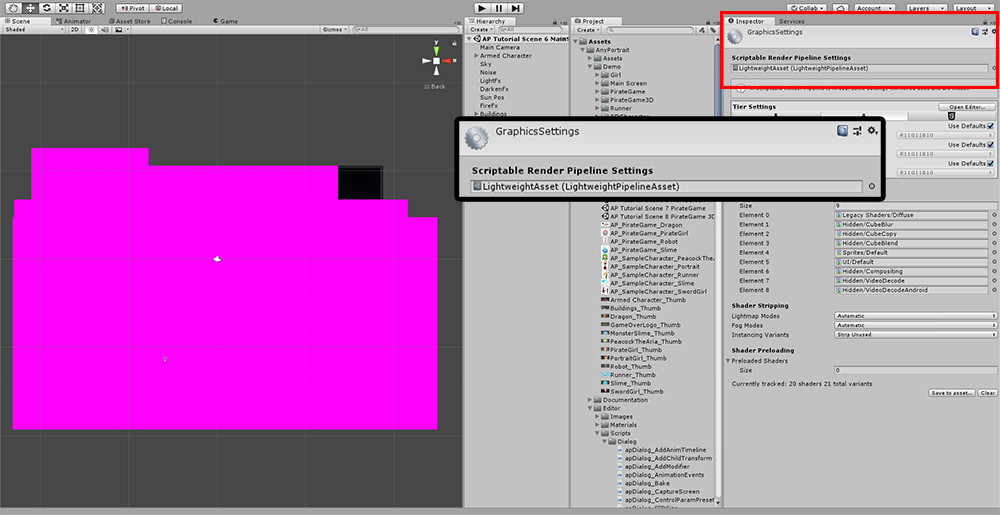 Pivot
Local
Collab
Account
Layers
Layout
Scene
Animator
Asset Store
Console
Game
Shaded
2D
Gizmos
All
Back
Hierarchy
Create
All
AP Tutorial Scene 6 MainS
Main Camera
Armed Character
Sky
Noise
LightFx
DarkenFx
Sun Pos
FireFx
Buildings
Project
Create
Assets
AnyPortrait
Assets
Demo
Girl
Main Screen
PirateGame
PirateGame3D
Runner
SDCharacter
GraphicsSettings
Scriptable Render Pipeline Settings
LightweightAsset (LightweightPipelineAsset)
AP Tutorial Scene 7 PirateGame
AP Tutorial Scene 8 PirateGame 3D
AP_PirateGame_Dragon
AP_PirateGame_PirateGirl
AP_PirateGame_Robot
AP_PirateGame_Slime
AP_SampleCharacter_PeacockTheA
AP_SampleCharacter_Portrait
AP_SampleCharacter_Runner
AP_SampleCharacter_Slime
AP_SampleCharacter_SwordGirl
Armed Character_Thumb
Buildings_Thumb
Dragon_Thumb
GameOverLogo_Thumb
MonsterSlime_Thumb
PeacockTheAria_Thumb
PirateGirl_Thumb
PortraitGirl_Thumb
Robot_Thumb
Runner_Thumb
Slime_Thumb
SwordGirl_Thumb
Documentation
Editor
Images
Materials
Scripts
Dialog
apDialog_AddAnimTimeline
apDialog_AddChildTransform
apDialog_AddModifier
apDialog_AnimationEvents
apDialog_Bake
apDialog_CaptureScreen
apDialog_ControlParamPreset
Inspector
Services
GraphicsSettings
Scriptable Render Pipeline Settings
LightweightAsset (LightweightPipelineAsset)
Tier Settings
Open Editor...
Use Defaults
R11G11B10
Use Defaults
R11G11B10
Use Defaults
R11G11B10
Size 9
Element 0 Legacy Shaders/Diffuse
Element 1 Hidden/CubeBlur
Element 2 Hidden/CubeCopy
Element 3 Hidden/CubeBlend
Element 4 Sprites/Default
Element 5 UI/Default
Element 6 Hidden/Compositing
Element 7 Hidden/VideoDecode
Element 8 Hidden/VideoDecodeAndroid
Shader Stripping
Lightmap Modes Automatic
Fog Modes Automatic
Instancing Variants Strip Unused
Shader Preloading
Preloaded Shaders
Size 0
Currently tracked: 20 shaders 21 total variants
Save to asset...
Clear